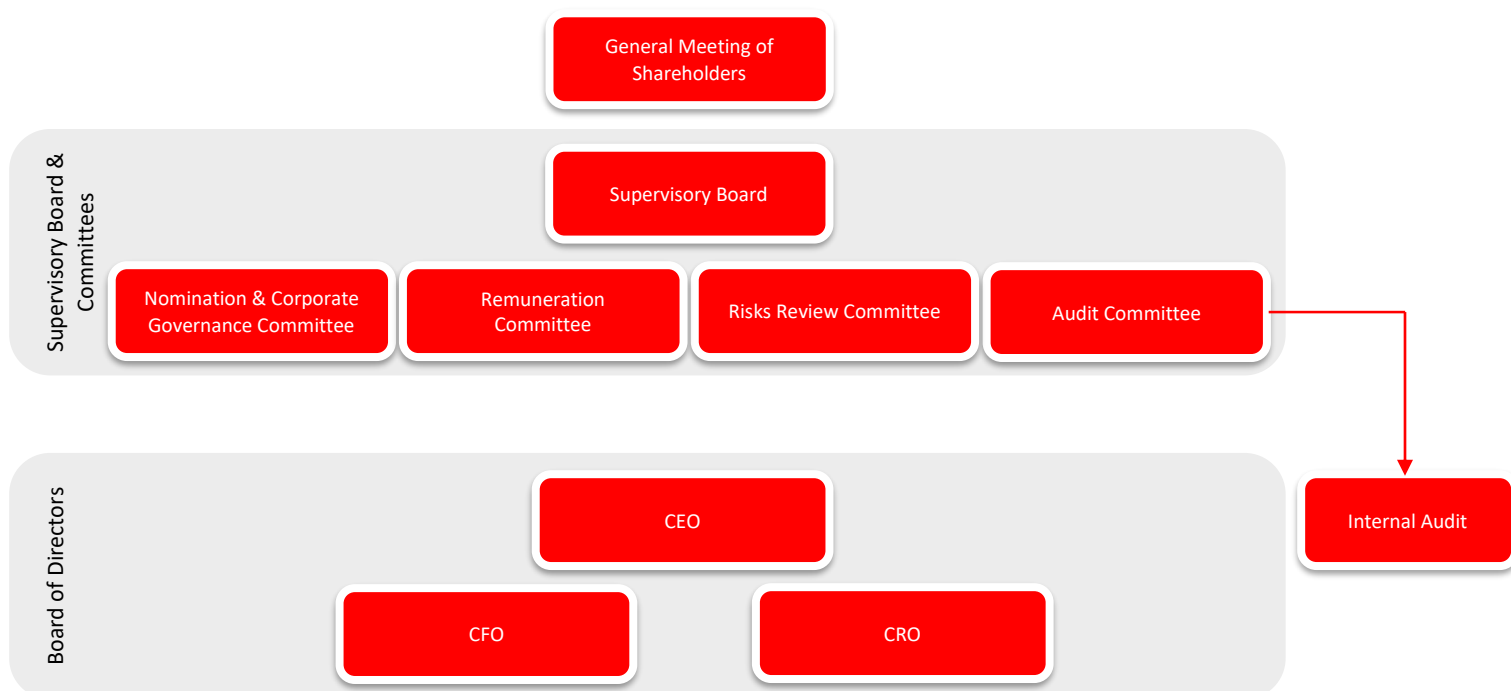 General Meeting of
Shareholders
Supervisory Board &
Committees
Supervisory Board
Nomination & Corporate
Governance Committee
Remuneration
Committee
Risks Review Committee
Audit Committee
Board of Directors
CEO
Internal Audit
CFO
CRO